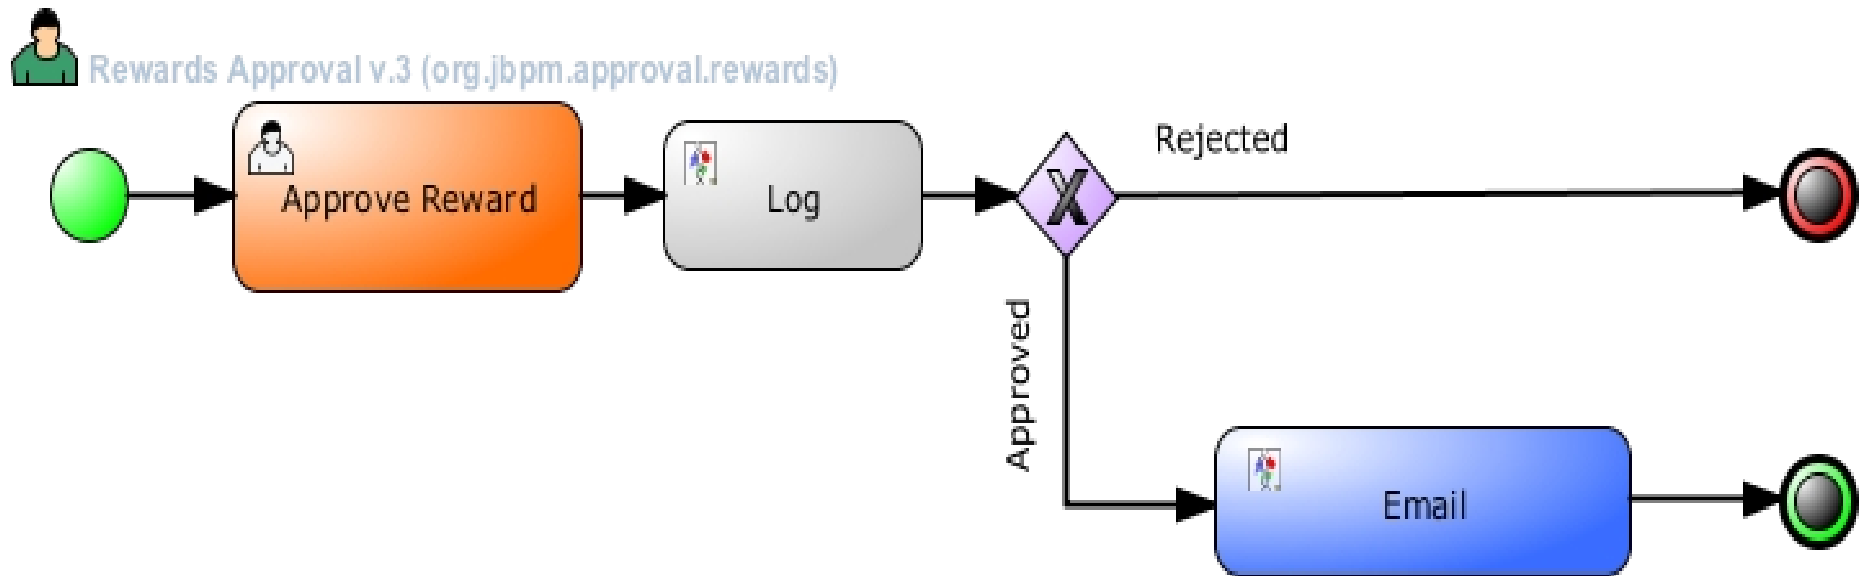 Rewards Approval v.3 (org.jbpm.approval.rewards)
Approve Reward
Log
X
Rejected
Approved
Email